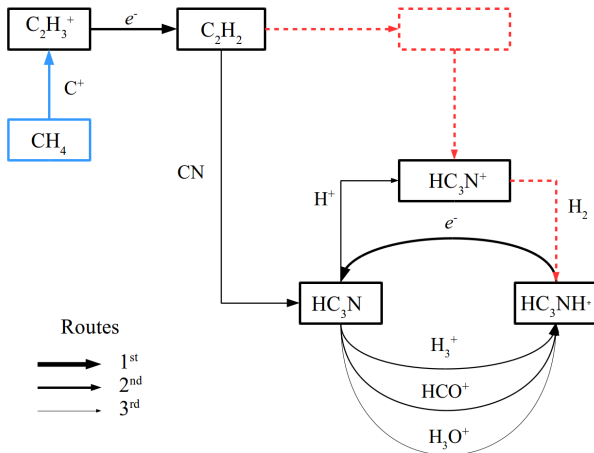 C₂H₃⁺
e⁻
C₂H₂
C⁺
CH₄
CN
HC₃N⁺
H⁺
H₂
e⁻
HC₃N
HC₃NH⁺
Routes
H₃⁺
1ˢᵗ
2ⁿᵈ
HCO⁺
3ʳᵈ
H₃O⁺